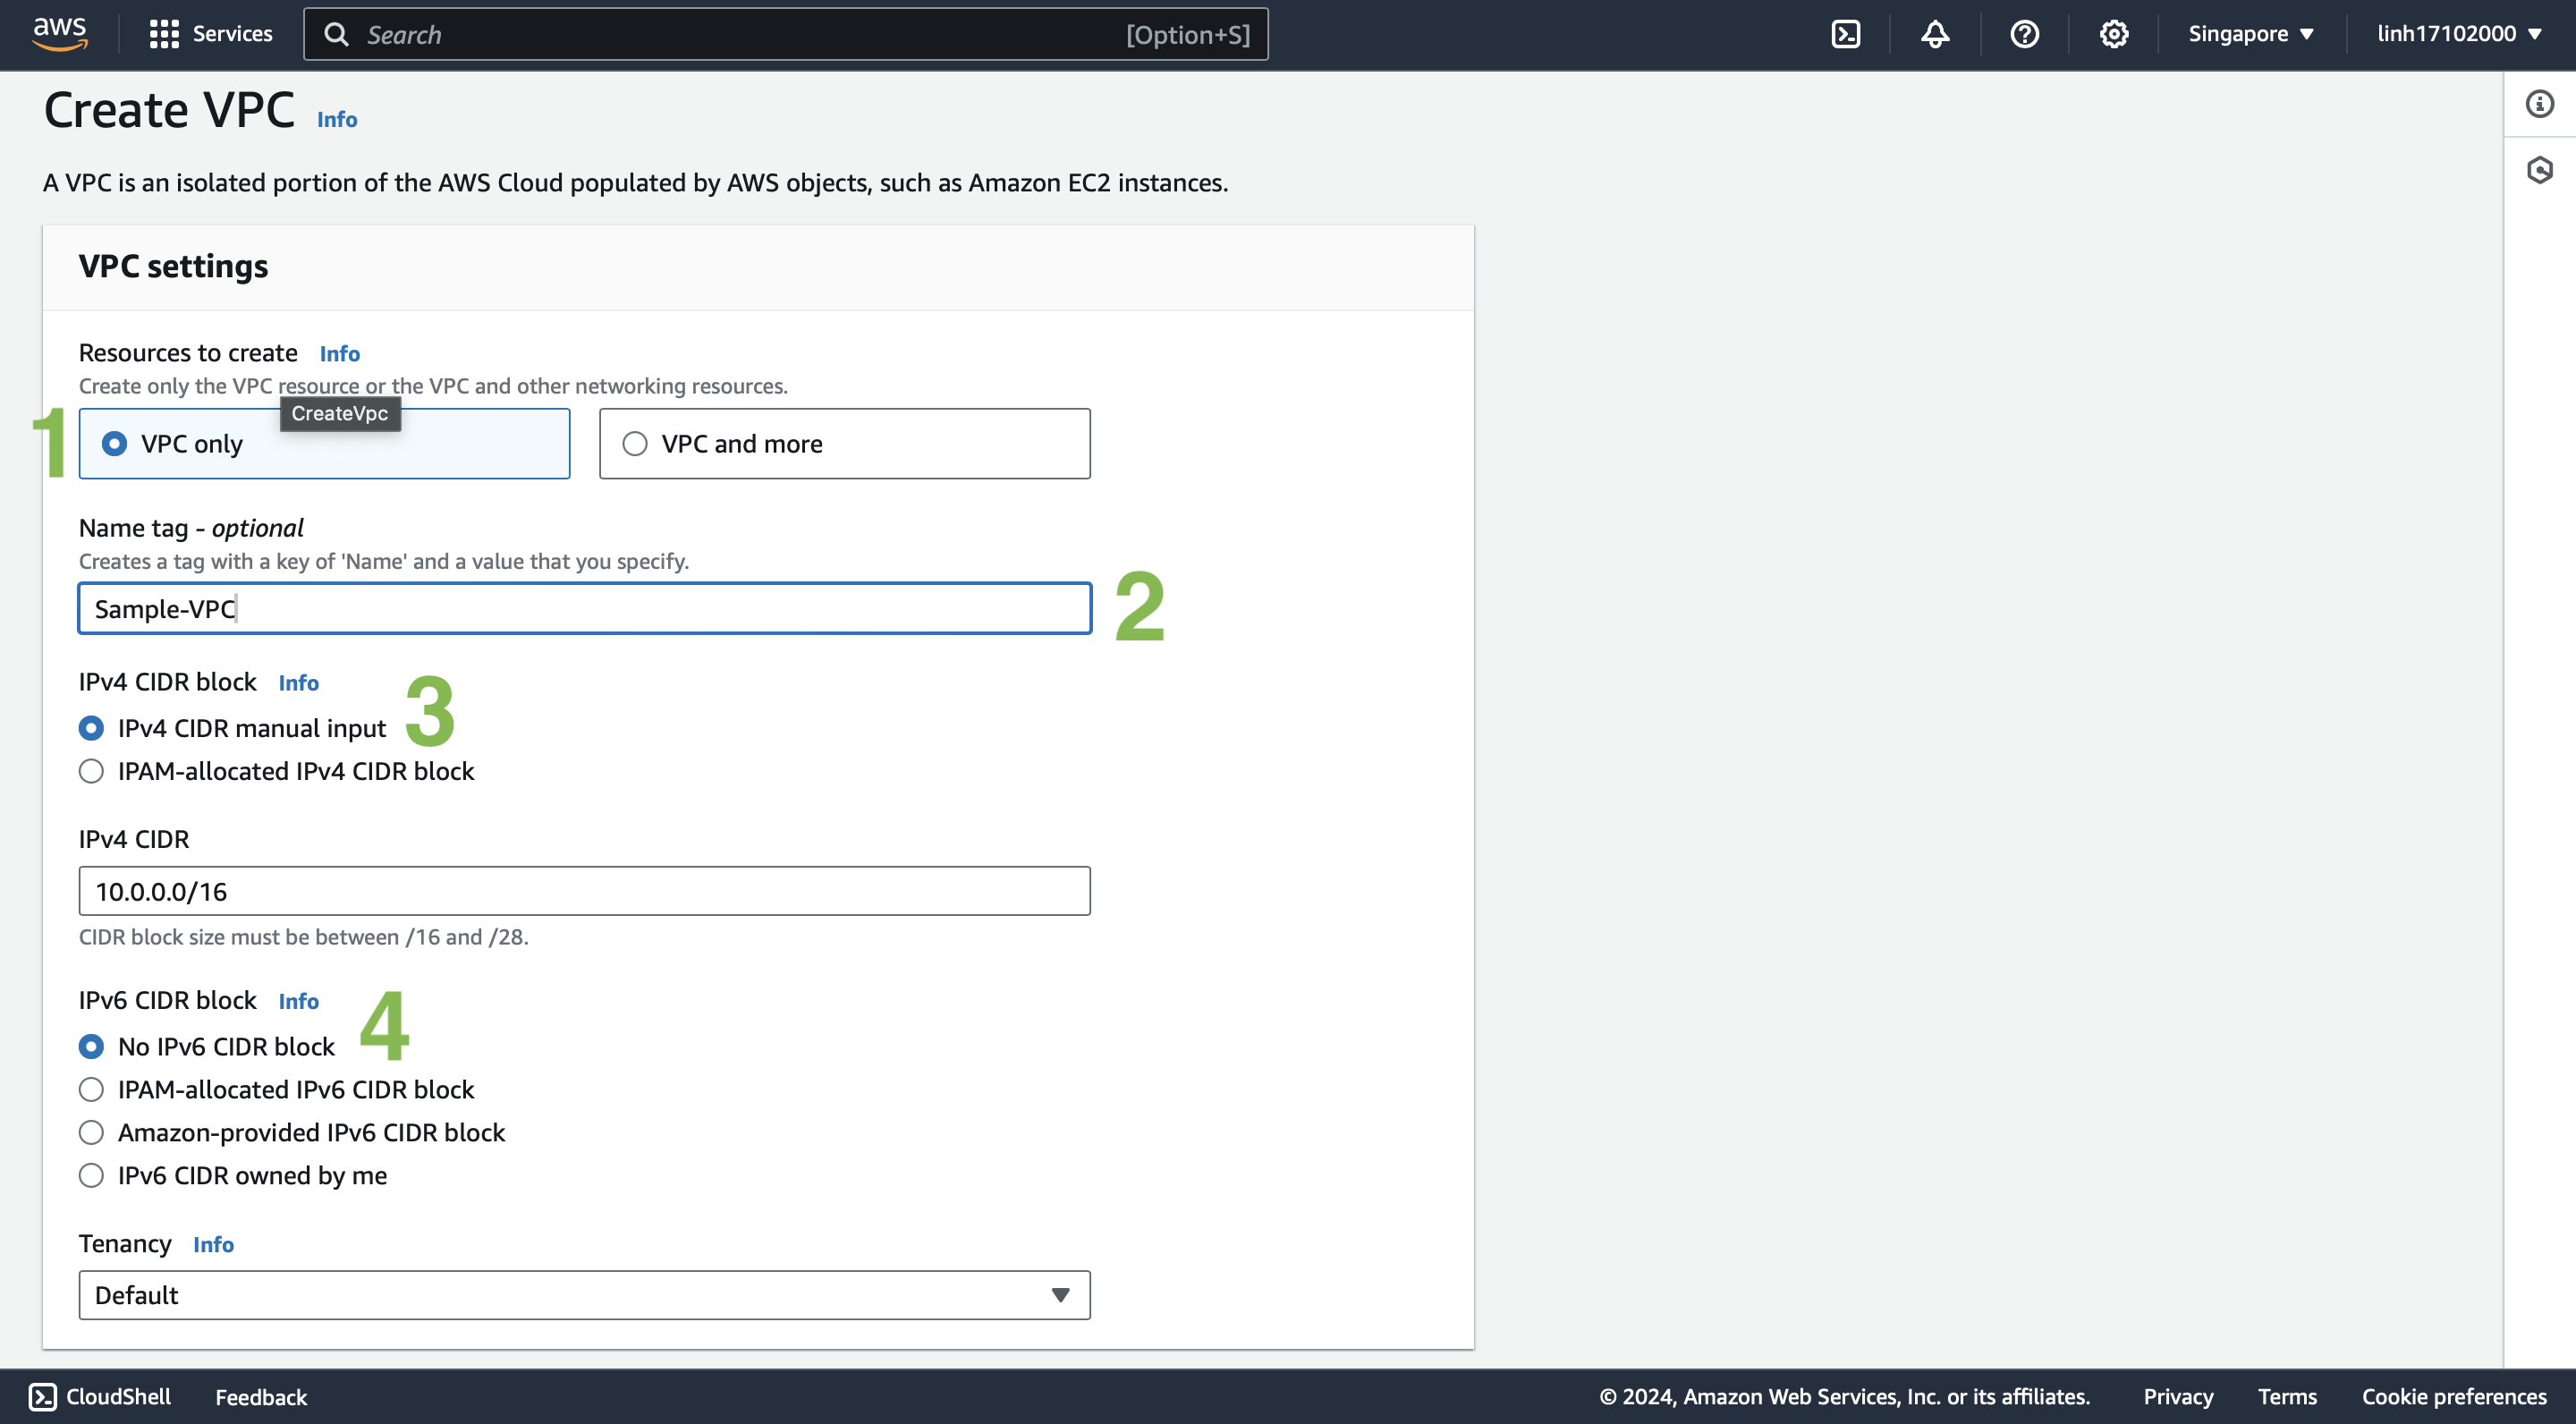 aws Services Search [Option+S] Singapore linh17102000
Create VPC Info
A VPC is an isolated portion of the AWS Cloud populated by AWS objects, such as Amazon EC2 instances.
VPC settings
Resources to create Info
Create only the VPC resource or the VPC and other networking resources.
CreateVpc
1 VPC only VPC and more
Name tag - optional
Creates a tag with a key of 'Name' and a value that you specify.
Sample-VPC 2
IPv4 CIDR block Info
IPv4 CIDR manual input 3
IPAM-allocated IPv4 CIDR block
IPv4 CIDR
10.0.0.0/16
CIDR block size must be between /16 and /28.
IPv6 CIDR block Info
No IPv6 CIDR block 4
IPAM-allocated IPv6 CIDR block
Amazon-provided IPv6 CIDR block
IPv6 CIDR owned by me
Tenancy Info
Default
CloudShell Feedback © 2024, Amazon Web Services, Inc. or its affiliates. Privacy Terms Cookie preferences